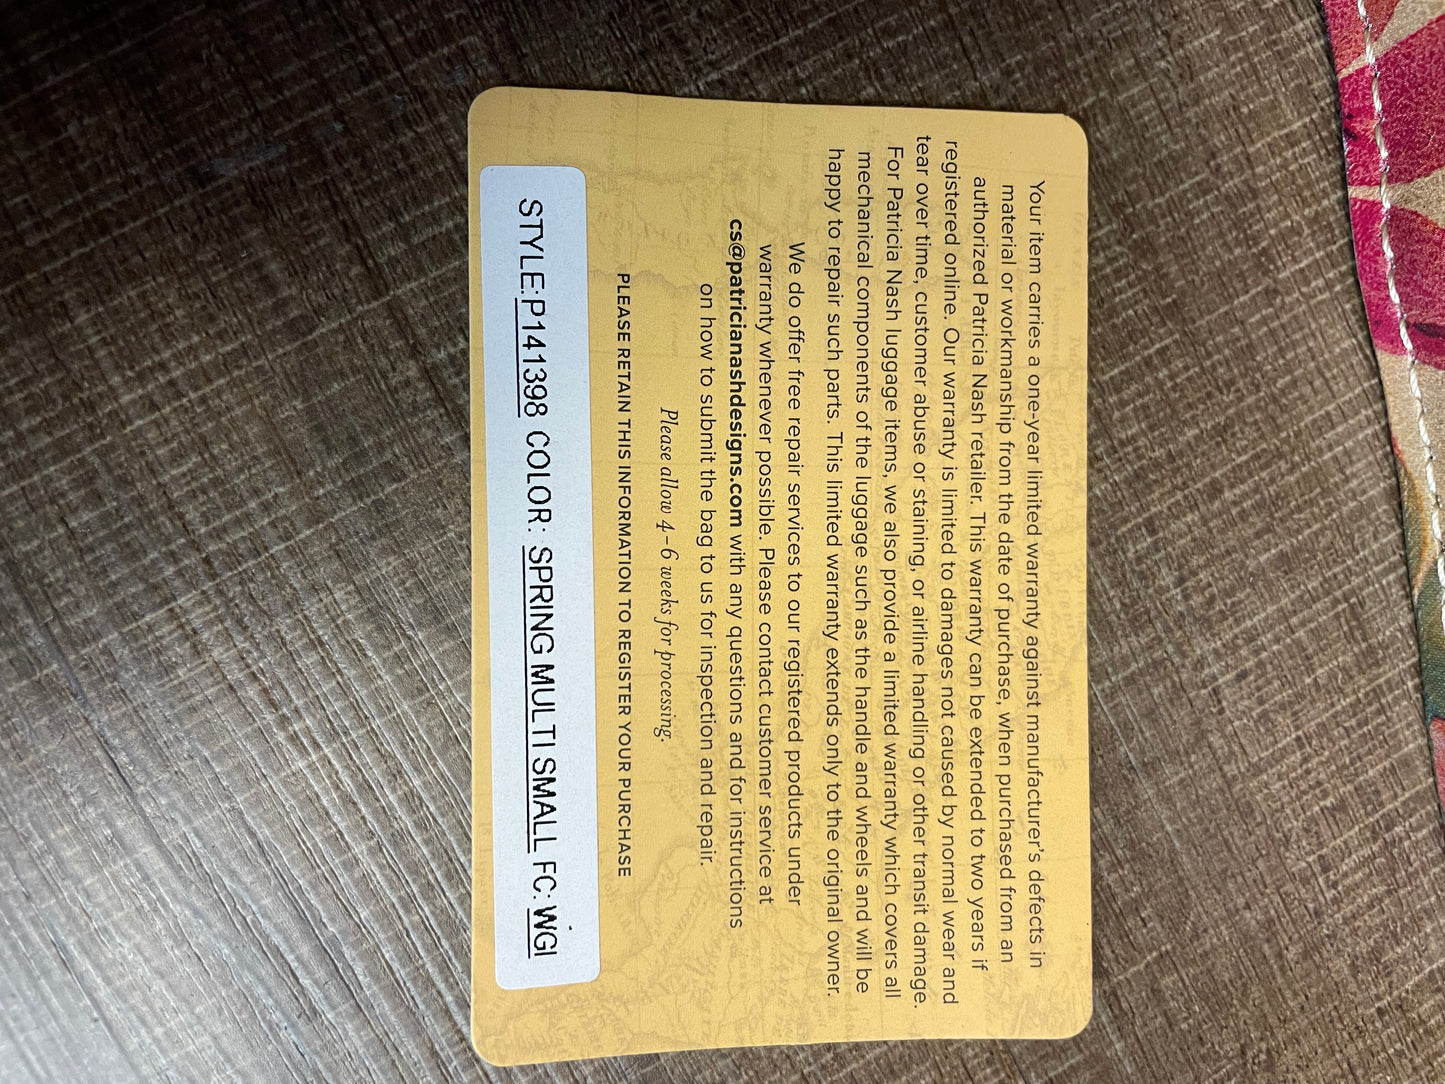 Your item carries a one-year limited warranty against manufacturer's defects in
material or workmanship from the date of purchase, when purchased from an
authorized Patricia Nash retailer. This warranty can be extended to two years if
registered online. Our warranty is limited to damages not caused by normal wear and
tear over time, customer abuse or staining, or airline handling or other transit damage.
For Patricia Nash luggage items, we also provide a limited warranty which covers all
mechanical components of the luggage such as the handle and wheels and will be
happy to repair such parts. This limited warranty extends only to the original owner.
We do offer free repair services to our registered products under
warranty whenever possible. Please contact customer service at
cs@patricianashdesigns.com with any questions and for instructions
on how to submit the bag to us for inspection and repair.
Please allow 4-6 weeks for processing.
PLEASE RETAIN THIS INFORMATION TO REGISTER YOUR PURCHASE
STYLE:P141398 COLOR: SPRING MULTI SMALL FC: WGI